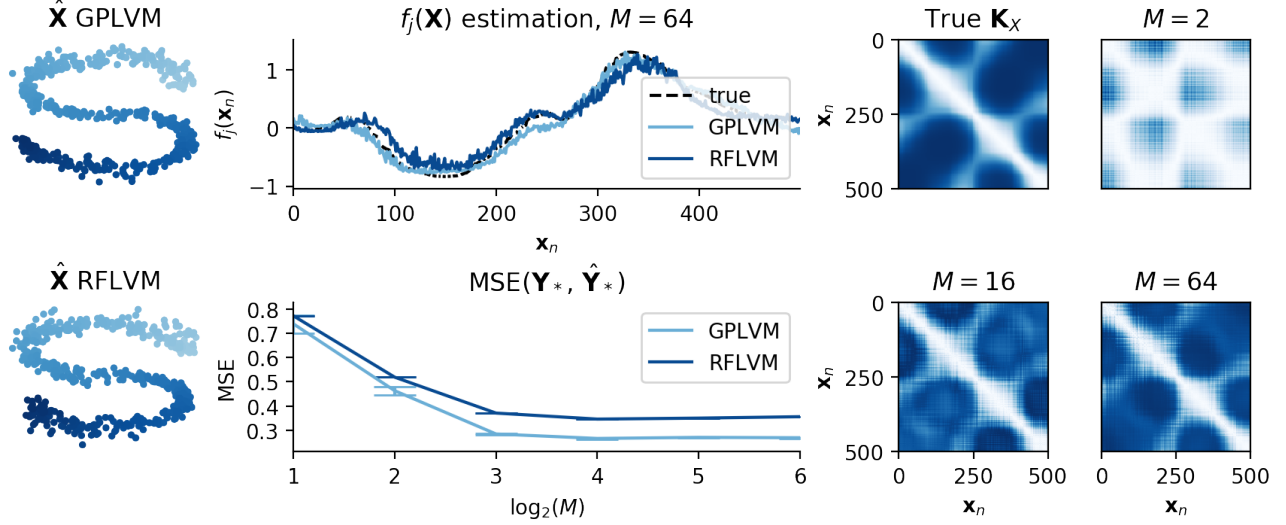 X̂ GPLVM
f_j(X) estimation, M = 64
f_j(x_n)
1
0
−1
0 100 200 300 400
x_n
true
GPLVM
RFLVM
True K_X
M = 2
x_n
0
250
500
X̂ RFLVM
MSE(Y_*, Ŷ_*)
MSE
0.8
0.7
0.6
0.5
0.4
0.3
1 2 3 4 5 6
log₂(M)
GPLVM
RFLVM
M = 16
M = 64
x_n
0
250
500
0 250 500
x_n
0 250 500
x_n